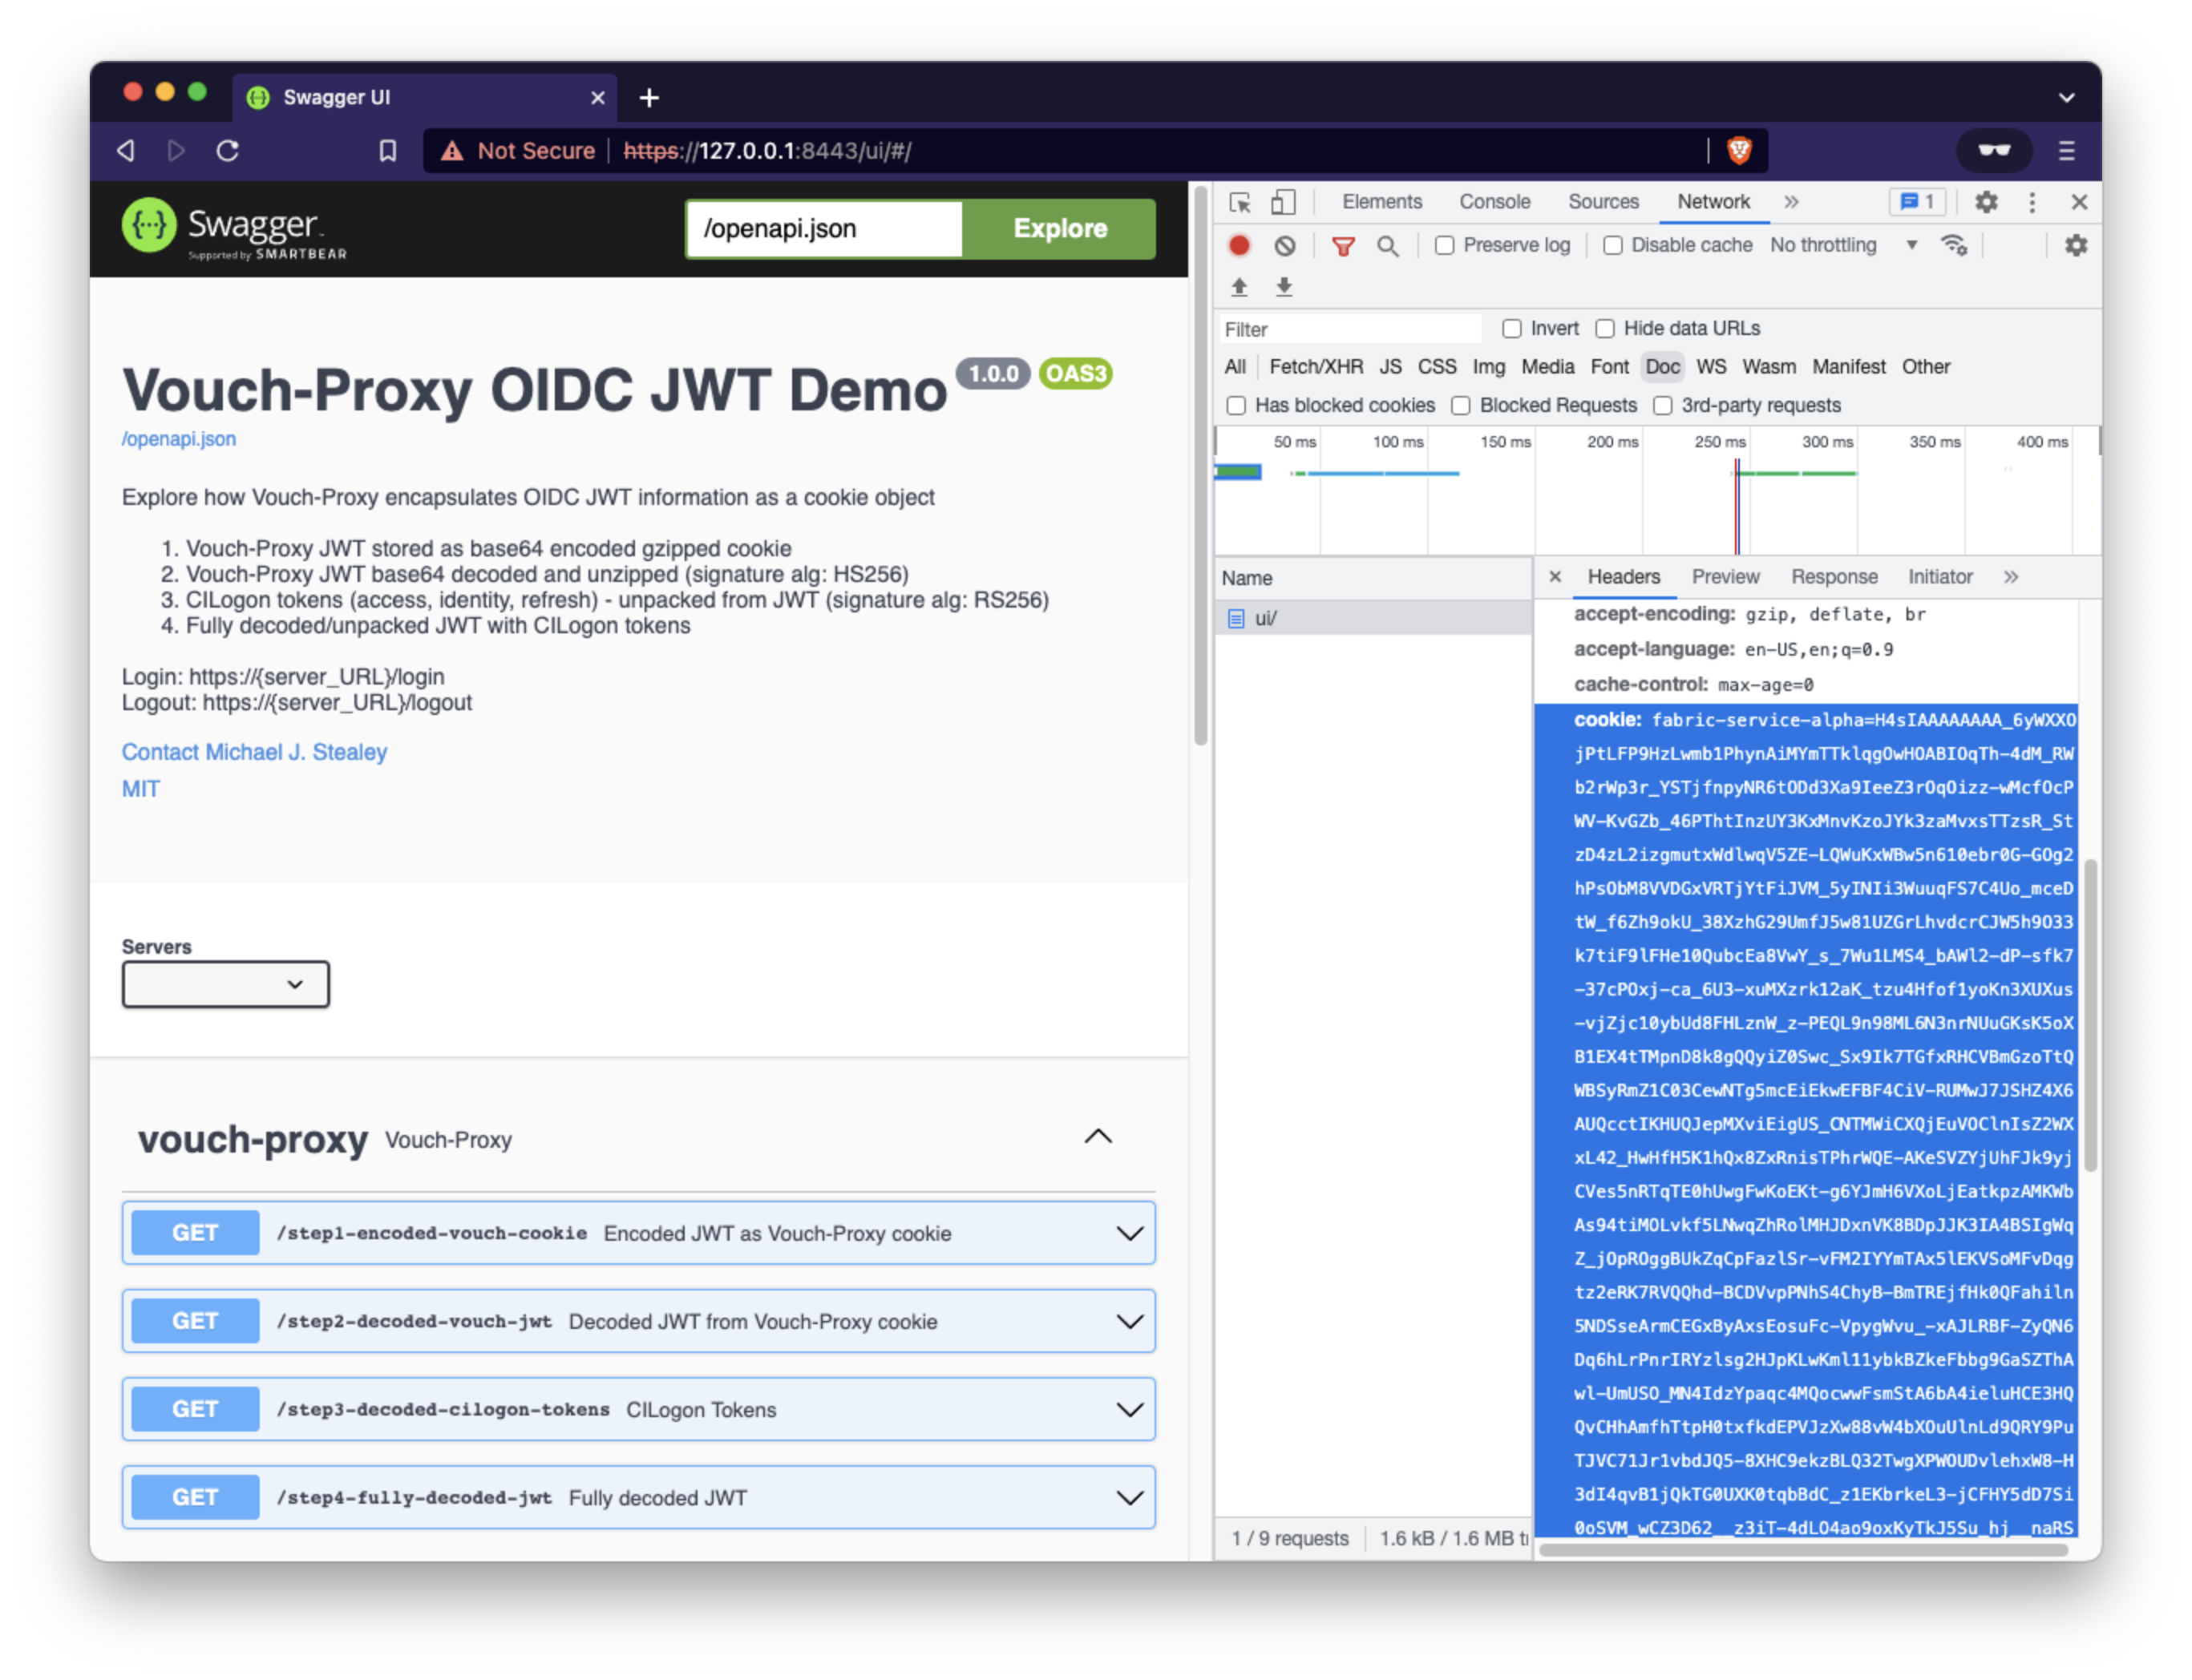 Swagger UI
Not Secure https://127.0.0.1:8443/ui/#/
Swagger
Supported by SMARTBEAR
/openapi.json
Explore
Vouch-Proxy OIDC JWT Demo 1.0.0 OAS3
/openapi.json
Explore how Vouch-Proxy encapsulates OIDC JWT information as a cookie object
1. Vouch-Proxy JWT stored as base64 encoded gzipped cookie
2. Vouch-Proxy JWT base64 decoded and unzipped (signature alg: HS256)
3. CILogon tokens (access, identity, refresh) - unpacked from JWT (signature alg: RS256)
4. Fully decoded/unpacked JWT with CILogon tokens
Login: https://{server_URL}/login
Logout: https://{server_URL}/logout
Contact Michael J. Stealey
MIT
Servers
vouch-proxy Vouch-Proxy
GET /step1-encoded-vouch-cookie Encoded JWT as Vouch-Proxy cookie
GET /step2-decoded-vouch-jwt Decoded JWT from Vouch-Proxy cookie
GET /step3-decoded-cilogon-tokens CILogon Tokens
GET /step4-fully-decoded-jwt Fully decoded JWT
Elements Console Sources Network 1
Preserve log Disable cache No throttling
Filter Invert Hide data URLs
All Fetch/XHR JS CSS Img Media Font Doc WS Wasm Manifest Other
Has blocked cookies Blocked Requests 3rd-party requests
50 ms 100 ms 150 ms 200 ms 250 ms 300 ms 350 ms 400 ms
Name
ui/
1 / 9 requests 1.6 kB / 1.6 MB
Headers Preview Response Initiator
accept-encoding: gzip, deflate, br
accept-language: en-US,en;q=0.9
cache-control: max-age=0
cookie: fabric-service-alpha=H4sIAAAAAAAA_6yWXXO
jPtLFP9HzLwmb1PhynAiMYmTTklqgOwHOABIOqTh-4dM_RW
b2rWp3r_YSTjfnpyNR6tODd3Xa9IeeZ3rOqOizz-wMcfOcP
WV-KvGZb_46PThtInzUY3KxMnvKzoJYk3zaMvxsTTzsR_St
zD4zL2izgmutxWdlwqV5ZE-LQWuKxWBw5n610ebr0G-GOg2
hPsObM8VVDGxVRTjYtFiJVM_5yINIi3WuuqFS7C4Uo_mceD
tW_f6Zh9okU_38XzhG29UmfJ5w81UZGrLhvdcrCJW5h9O33
k7tiF9lFHe10QubcEa8VwY_s_7Wu1LMS4_bAWl2-dP-sfk7
-37cPOxj-ca_6U3-xuMXzrk12aK_tzu4Hfof1yoKn3XUXus
-vjZjc10ybUd8FHLznW_z-PEQL9n98ML6N3nrNUuGKsK5oX
B1EX4tTMpnD8k8gQQyiZ0Swc_Sx9Ik7TGfxRHCVBmGzoTtQ
WBSyRmZ1C03CewNTg5mcEiEkwEFBF4CiV-RUMwJ7JSHZ4X6
AUQcctIKHUQJepMXviEigUS_CNTMWiCXQjEuVOClnIsZ2WX
xL42_HwHfH5K1hQx8ZxRnisTPhrWQE-AKeSVZYjUhFJk9yj
CVes5nRTqTE0hUwgFwKoEKt-g6YJmH6VXoLjEatkpzAMKWb
As94tiMOLvkf5LNwqZhRolMHJDxnVK8BDpJJK3IA4BSIgWq
Z_jOpROggBUkZqCpFazlSr-vFM2IYYmTAx5lEKVSoMFvDqg
tz2eRK7RVQQhd-BCDVvpPNhS4ChyB-BmTREjfHk0QFahiln
5NDSseArmCEGxByAxsEosuFc-VpygWvu_-xAJLRBF-ZyQN6
Dq6hLrPnrIRYzlsg2HJpKLwKml11ybkBZkeFbbg9GaSZThA
wl-UmUSO_MN4IdzYpaqc4MQocwwFsmStA6bA4ieluHCE3HQ
QvCHhAmfhTtpH0txfkdEPVJzXw88vW4bXOuUlnLd9QRY9Pu
TJVC71Jr1vbdJQ5-8XHC9ekzBLQ32TwgXPWOUDvlehxW8-H
3dI4qvB1jQkTG0UXK0tqbBdC_z1EKbrkeL3-jCFHY5dD7Si
0oSVM_wCZ3D62__z3iT-4dLO4ao9oxKyTkJ5Su_hj__naRS